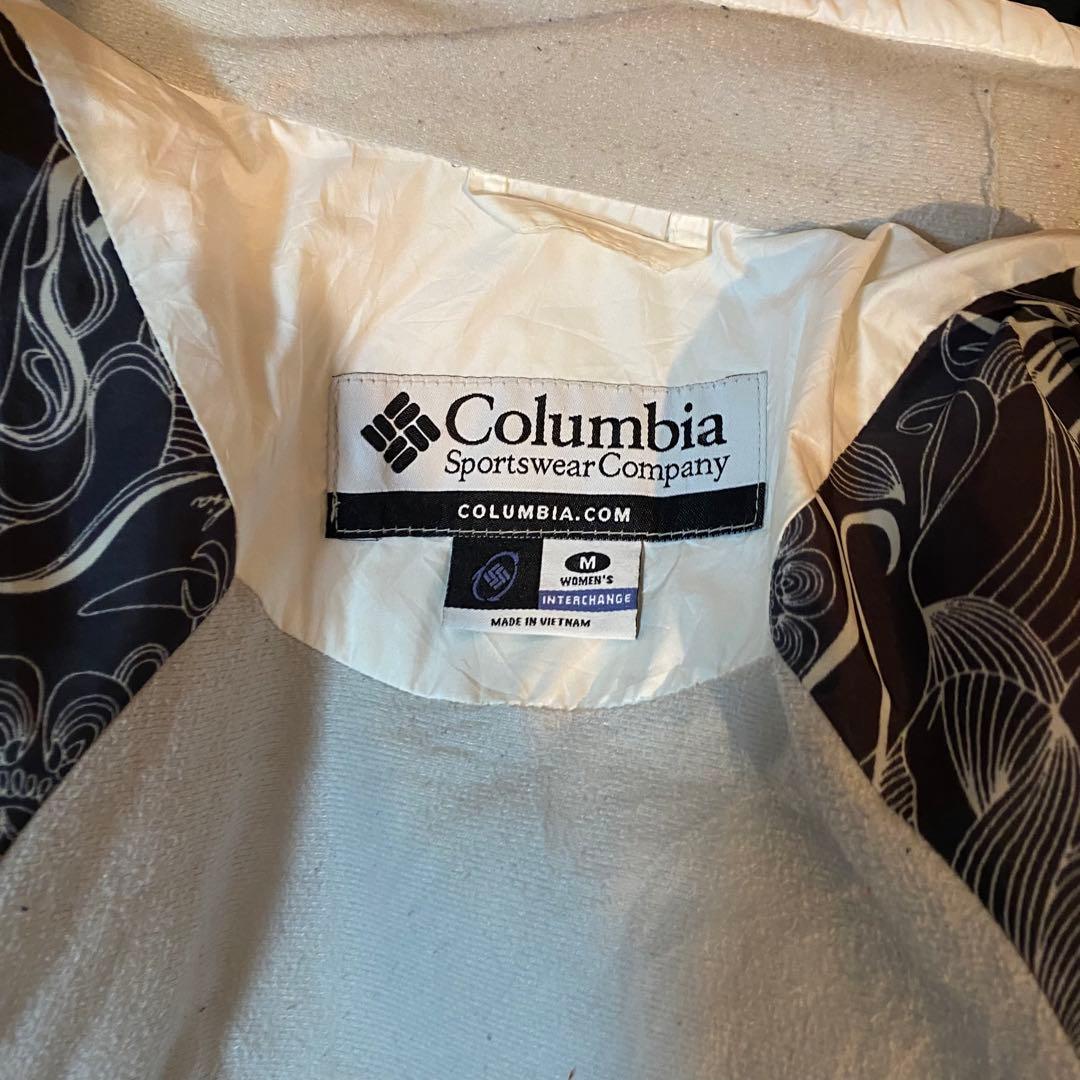 Columbia
Sportswear Company
COLUMBIA.COM
M
WOMEN'S
INTERCHANGE
MADE IN VIETNAM